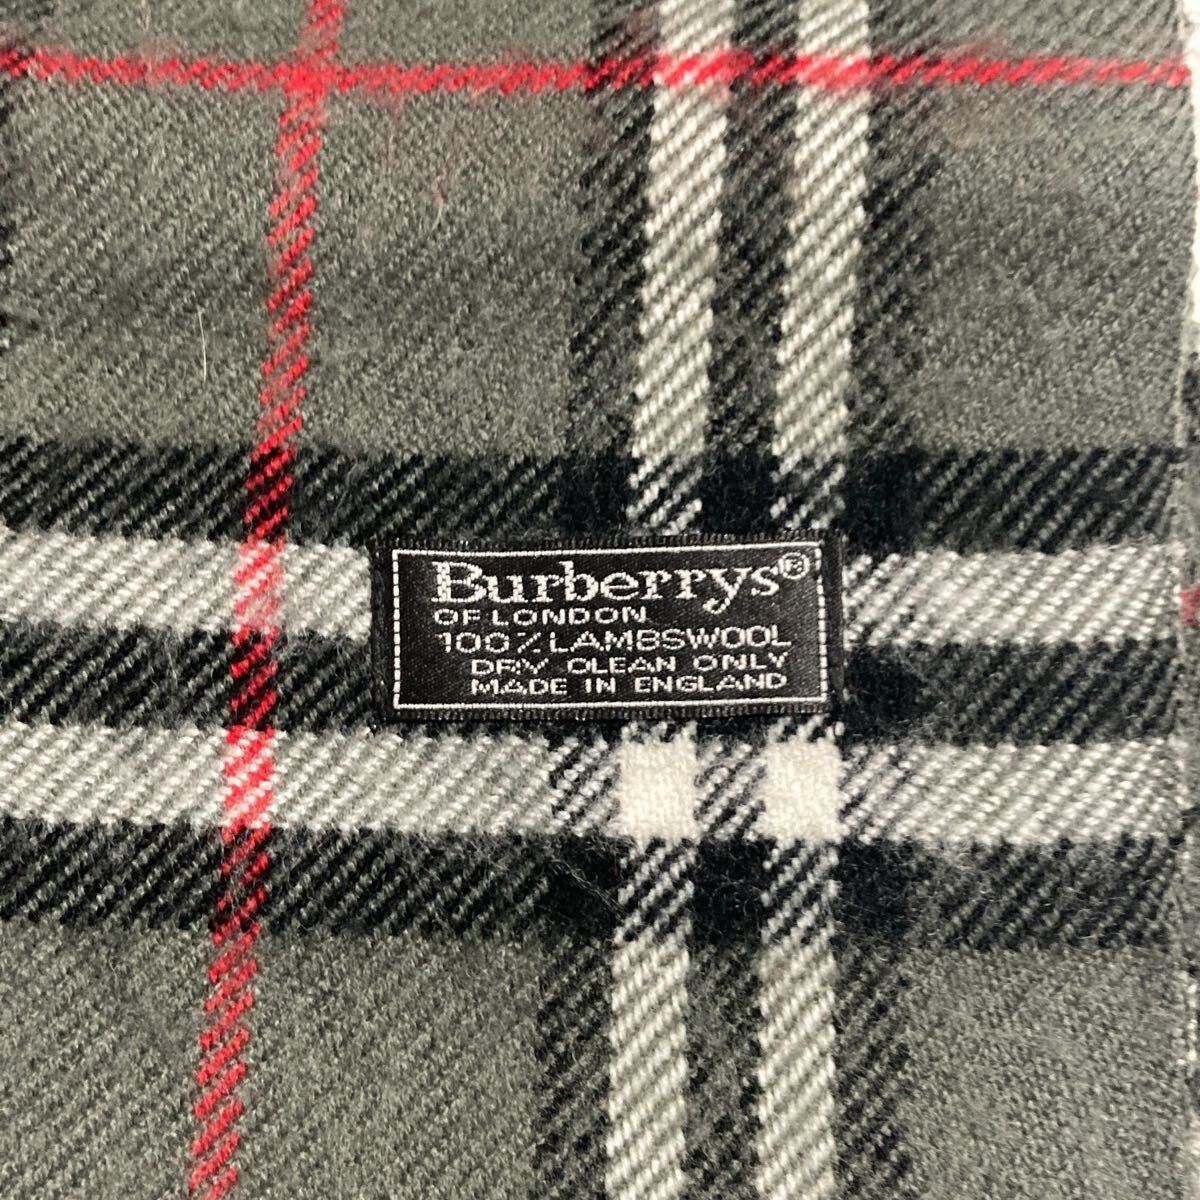 Burberrys®
OF LONDON
100% LAMBSWOOL
DRY CLEAN ONLY
MADE IN ENGLAND